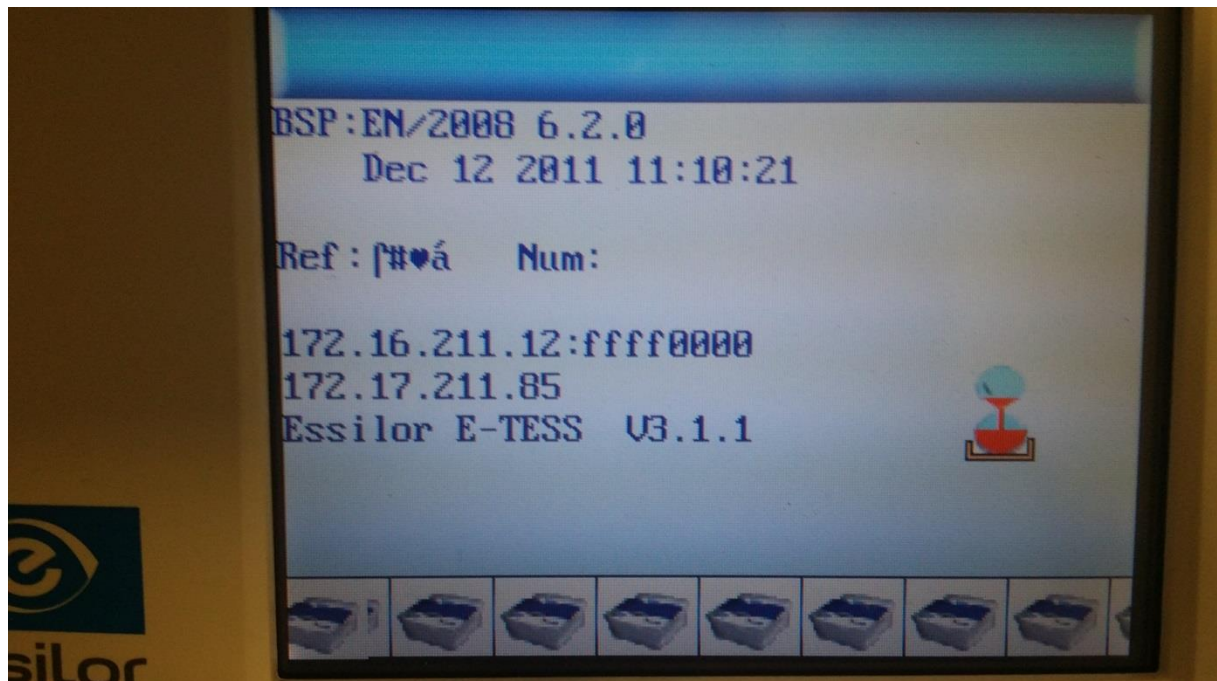 BSP:EN/2008 6.2.0
Dec 12 2011 11:10:21
Ref:⌠#♥á Num:
172.16.211.12:ffff0000
172.17.211.85
Essilor E-TESS V3.1.1
e
silor